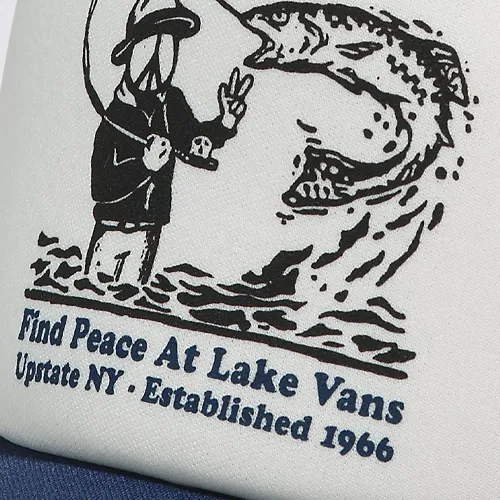 Find Peace At Lake Vans
Upstate NY · Established 1966